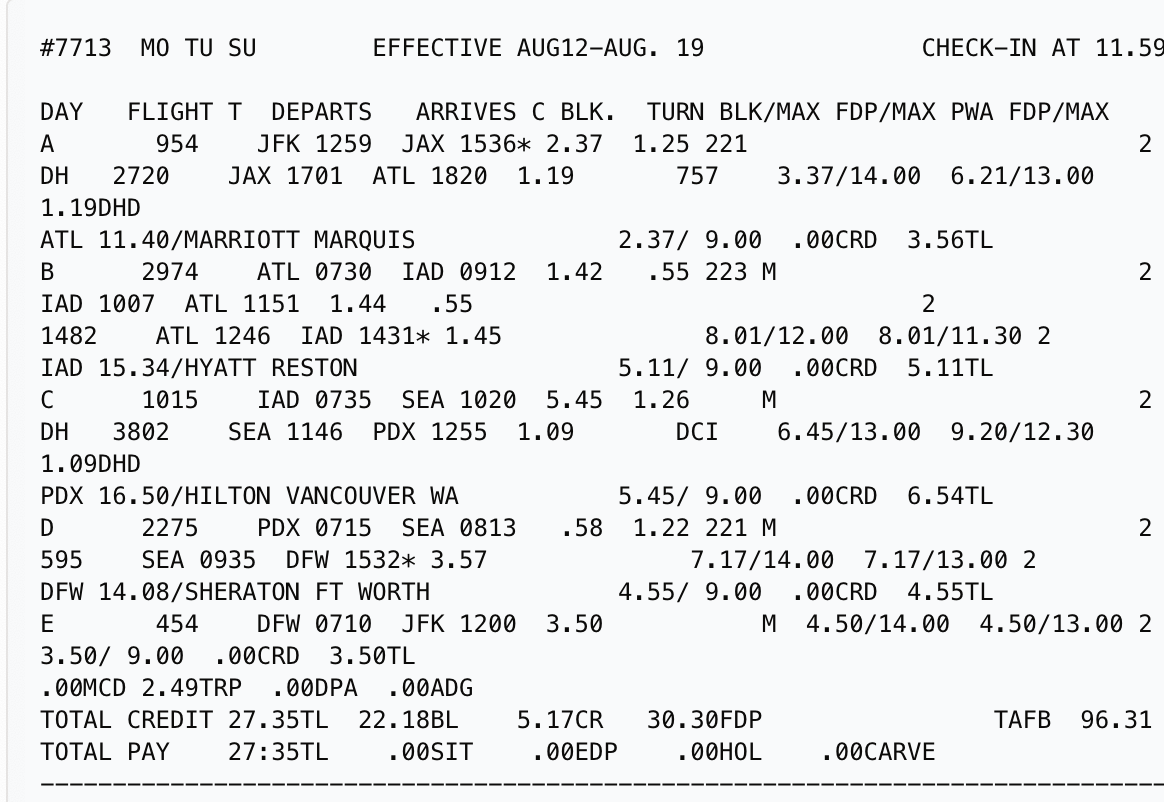 #7713  MO TU SU        EFFECTIVE AUG12-AUG. 19               CHECK-IN AT 11.59
DAY   FLIGHT T  DEPARTS   ARRIVES C BLK.  TURN BLK/MAX FDP/MAX PWA FDP/MAX
A       954    JFK 1259  JAX 1536* 2.37  1.25 221                           2
DH   2720    JAX 1701  ATL 1820  1.19       757    3.37/14.00  6.21/13.00
1.19DHD
ATL 11.40/MARRIOTT MARQUIS              2.37/ 9.00  .00CRD  3.56TL
B      2974    ATL 0730  IAD 0912  1.42   .55 223 M                         2
IAD 1007  ATL 1151  1.44   .55                                2
1482    ATL 1246  IAD 1431* 1.45              8.01/12.00  8.01/11.30 2
IAD 15.34/HYATT RESTON                  5.11/ 9.00  .00CRD  5.11TL
C      1015    IAD 0735  SEA 1020  5.45  1.26     M                         2
DH   3802    SEA 1146  PDX 1255  1.09       DCI    6.45/13.00  9.20/12.30
1.09DHD
PDX 16.50/HILTON VANCOUVER WA           5.45/ 9.00  .00CRD  6.54TL
D      2275    PDX 0715  SEA 0813   .58  1.22 221 M                         2
595    SEA 0935  DFW 1532* 3.57              7.17/14.00  7.17/13.00 2
DFW 14.08/SHERATON FT WORTH             4.55/ 9.00  .00CRD  4.55TL
E       454    DFW 0710  JFK 1200  3.50           M  4.50/14.00  4.50/13.00 2
3.50/ 9.00  .00CRD  3.50TL
.00MCD 2.49TRP  .00DPA  .00ADG
TOTAL CREDIT 27.35TL  22.18BL    5.17CR   30.30FDP                TAFB  96.31
TOTAL PAY    27:35TL    .00SIT    .00EDP    .00HOL    .00CARVE
------------------------------------------------------------------------------